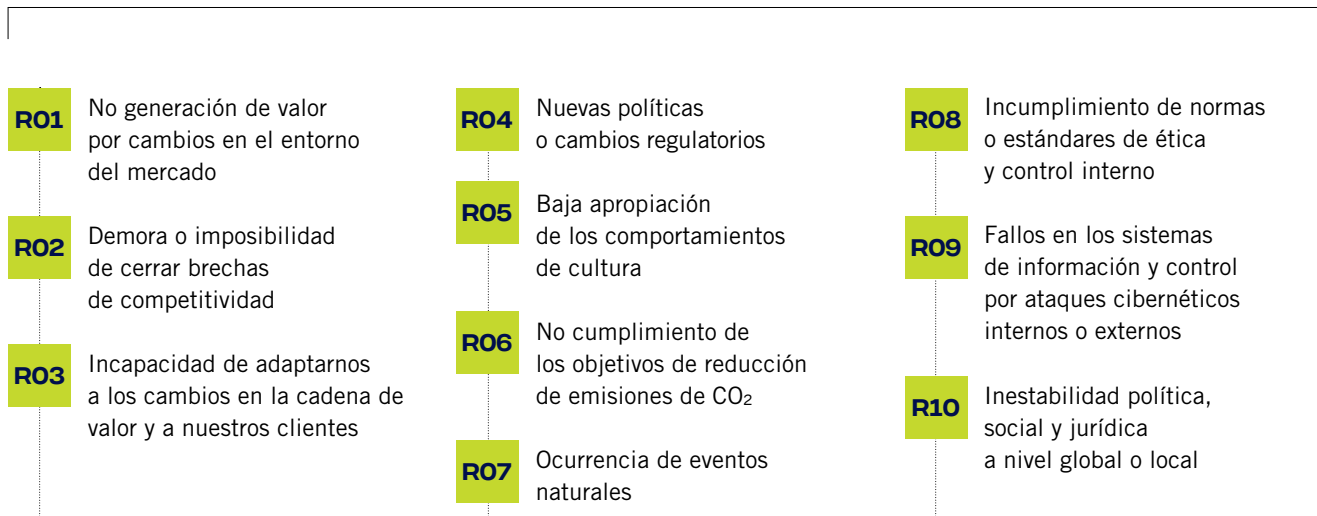 R01
No generación de valor
por cambios en el entorno
del mercado
R02
Demora o imposibilidad
de cerrar brechas
de competitividad
R03
Incapacidad de adaptarnos
a los cambios en la cadena de
valor y a nuestros clientes
R04
Nuevas políticas
o cambios regulatorios
R05
Baja apropiación
de los comportamientos
de cultura
R06
No cumplimiento de
los objetivos de reducción
de emisiones de CO₂
R07
Ocurrencia de eventos
naturales
R08
Incumplimiento de normas
o estándares de ética
y control interno
R09
Fallos en los sistemas
de información y control
por ataques cibernéticos
internos o externos
R10
Inestabilidad política,
social y jurídica
a nivel global o local